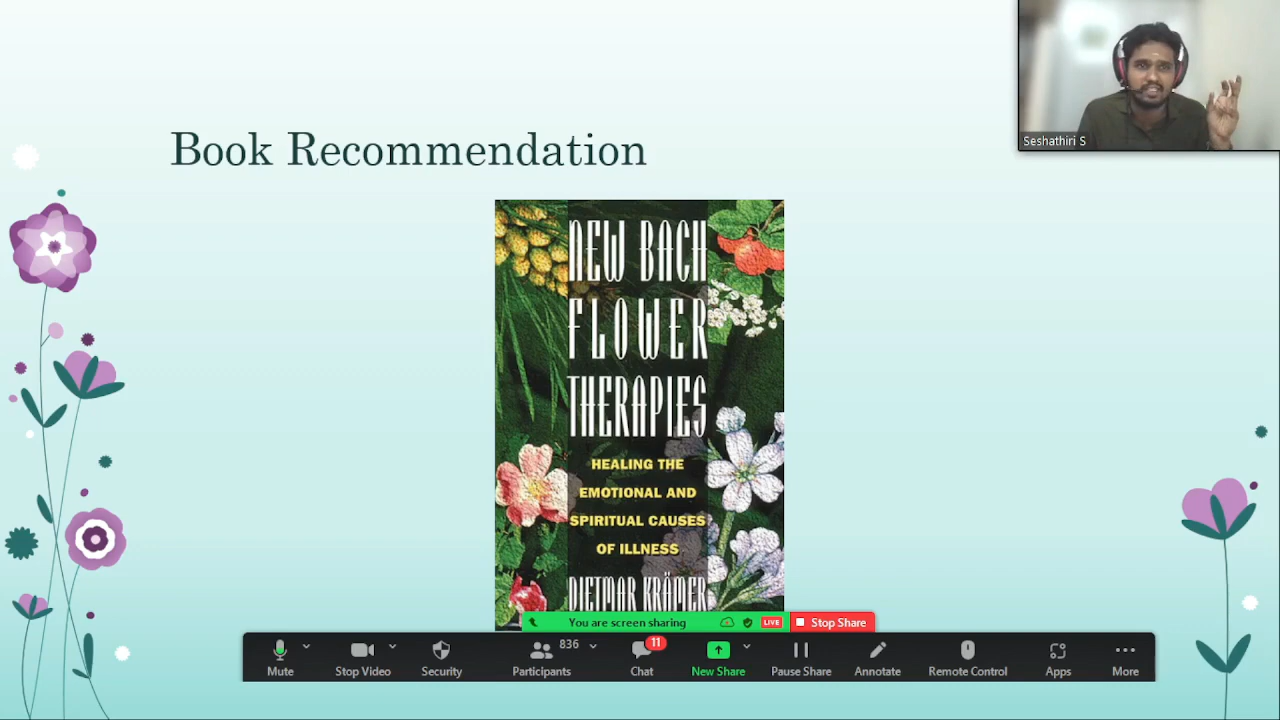 Seshathiri S
Book Recommendation
NEW BACH
FLOWER
THERAPIES
HEALING THE
EMOTIONAL AND
SPIRITUAL CAUSES
OF ILLNESS
DIETMAR KRÄMER
You are screen sharing
LIVE
Stop Share
836
11
Mute
Stop Video
Security
Participants
Chat
New Share
Pause Share
Annotate
Remote Control
Apps
More